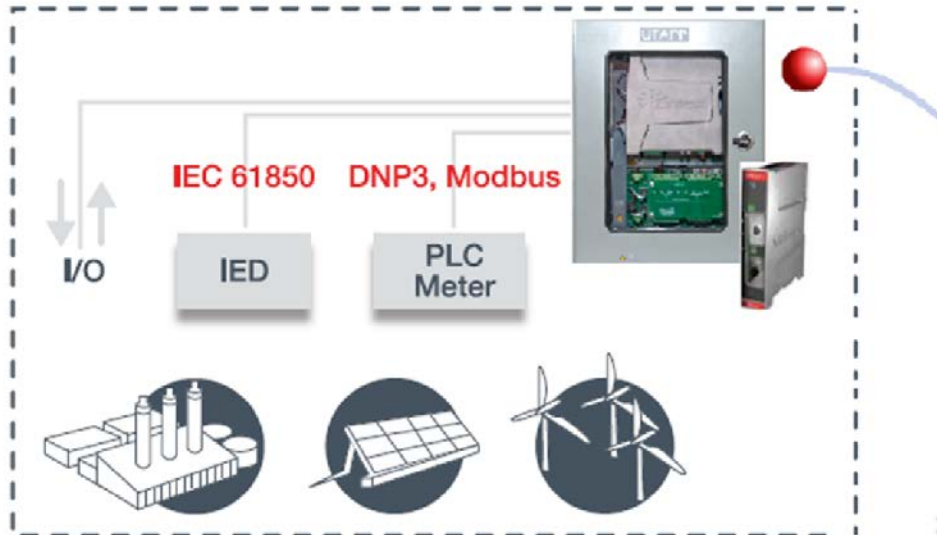 IEC 61850
DNP3, Modbus
I/O
IED
PLC
Meter